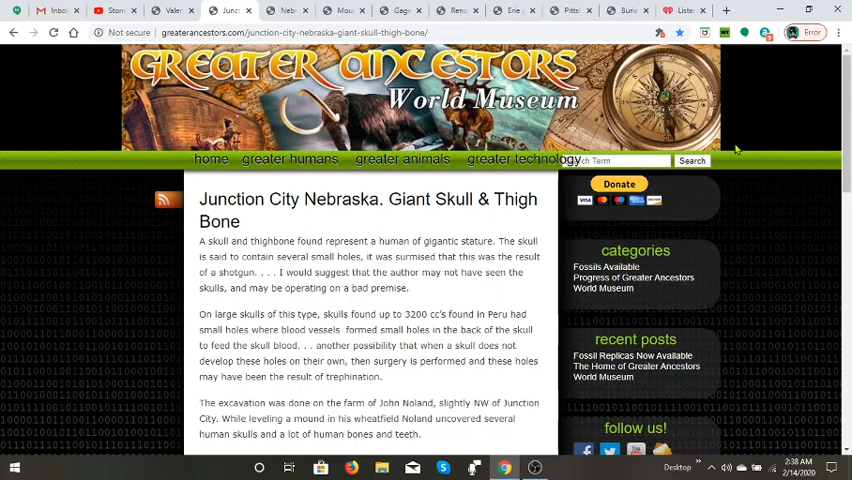 Inbox
Stone
Valer
Junct
Neb
Mou
Gage
Reno
Erie
Pittsl
Burie
Liste
Not secure
greaterancestors.com/junction-city-nebraska-giant-skull-thigh-bone/
Error
GREATER ANCESTORS
World Museum
home greater humans greater animals greater technology
Search Term
Search
Junction City Nebraska. Giant Skull & Thigh
Bone
A skull and thighbone found represent a human of gigantic stature. The skull
is said to contain several small holes, it was surmised that this was the result
of a shotgun. . . . I would suggest that the author may not have seen the
skulls, and may be operating on a bad premise.
On large skulls of this type, skulls found up to 3200 cc's found in Peru had
small holes where blood vessels formed small holes in the back of the skull
to feed the skull blood. . . another possibility that when a skull does not
develop these holes on their own, then surgery is performed and these holes
may have been the result of trephination.
The excavation was done on the farm of John Noland, slightly NW of Junction
City. While leveling a mound in his wheatfield Noland uncovered several
human skulls and a lot of human bones and teeth.
Donate
VISA
categories
Fossils Available
Progress of Greater Ancestors
World Museum
recent posts
Fossil Replicas Now Available
The Home of Greater Ancestors
World Museum
follow us!
Desktop
2:38 AM
2/14/2020